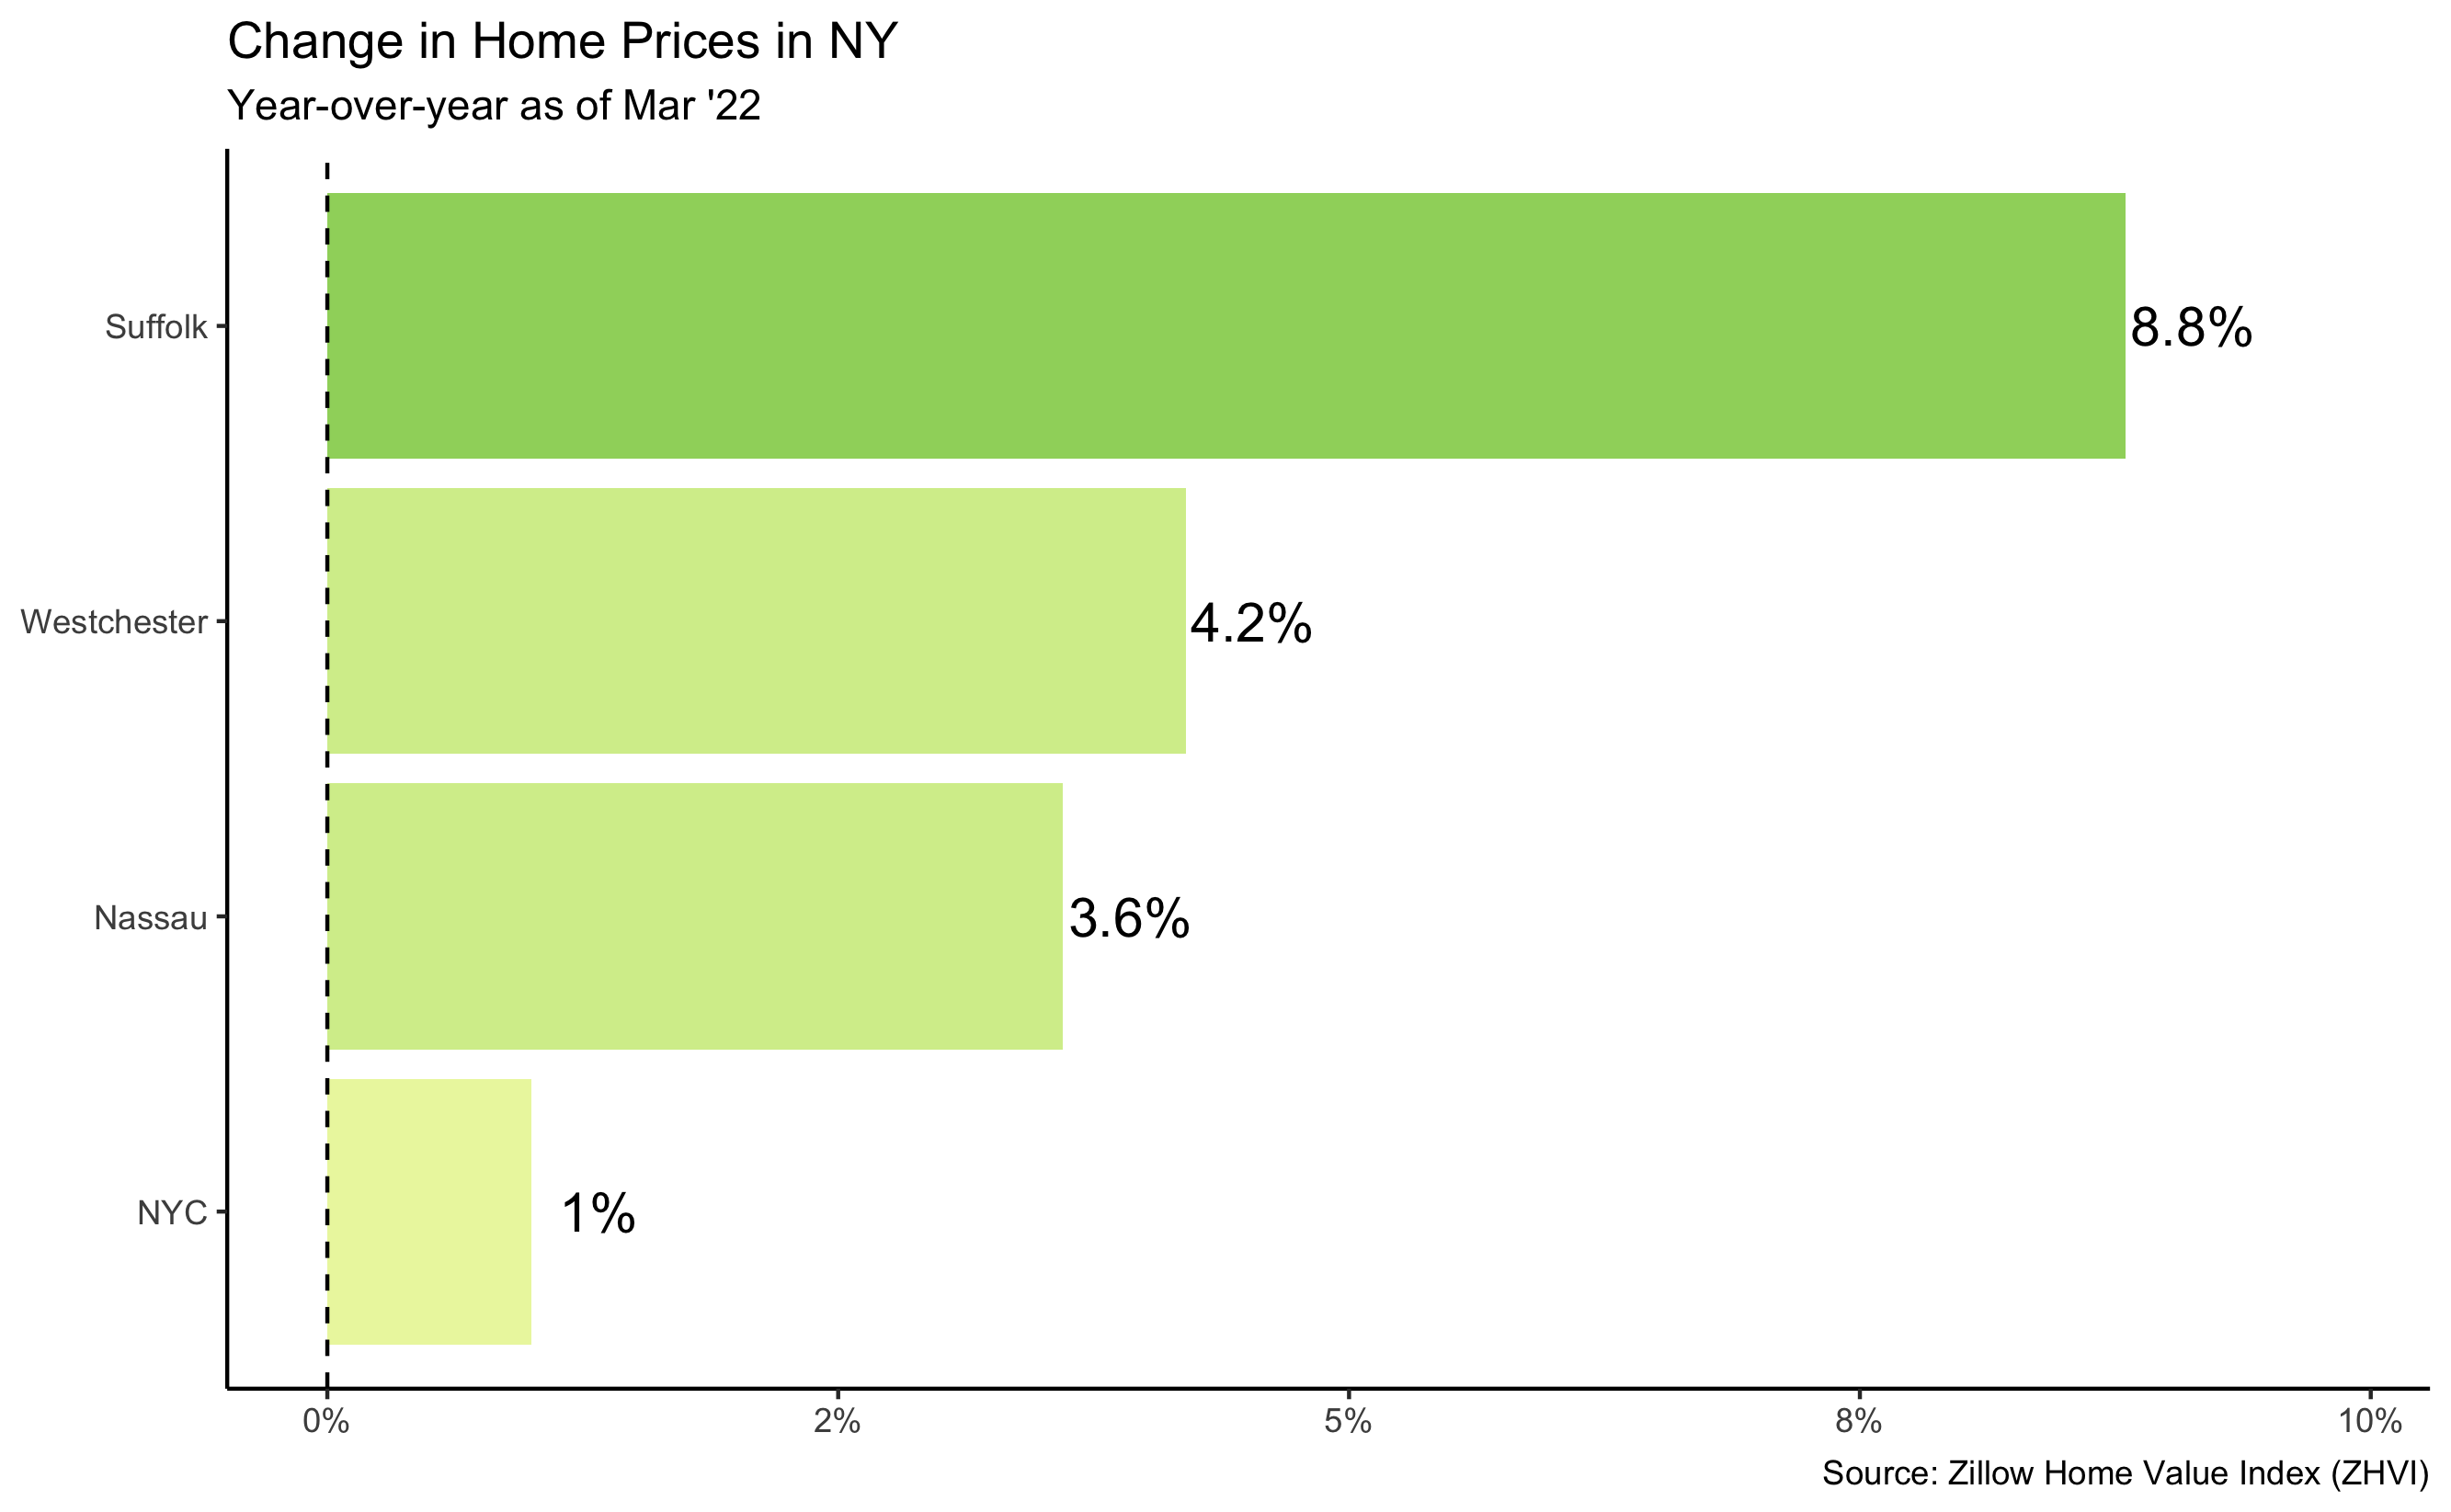 Change in Home Prices in NY
Year-over-year as of Mar '22
Suffolk
8.8%
Westchester
4.2%
Nassau
3.6%
NYC
1%
0% 2% 5% 8% 10%
Source: Zillow Home Value Index (ZHVI)